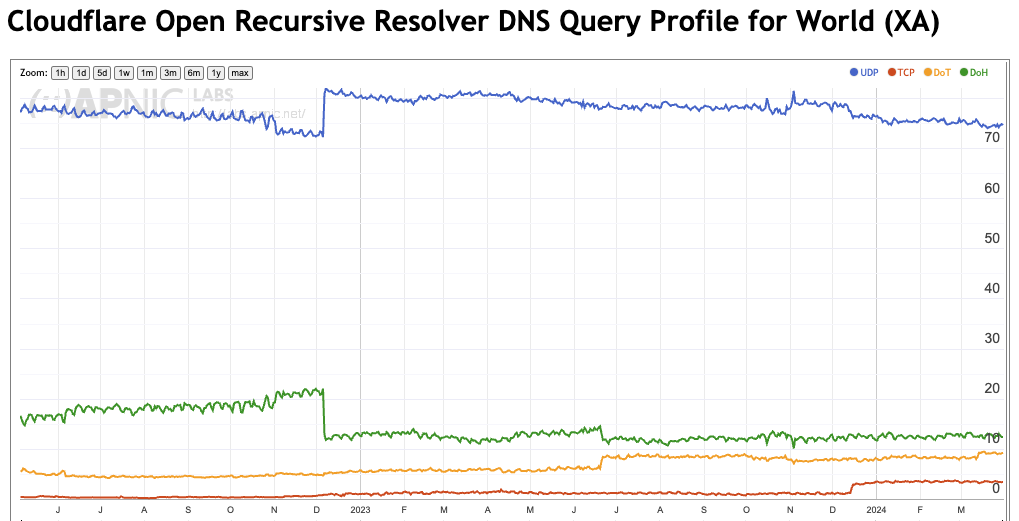 Cloudflare Open Recursive Resolver DNS Query Profile for World (XA)
Zoom: 1h 1d 5d 1w 1m 3m 6m 1y max
UDP TCP DoT DoH
APNIC LABS
70
60
50
40
30
20
10
0
J J A S O N D 2023 F M A M J J A S O N D 2024 F M